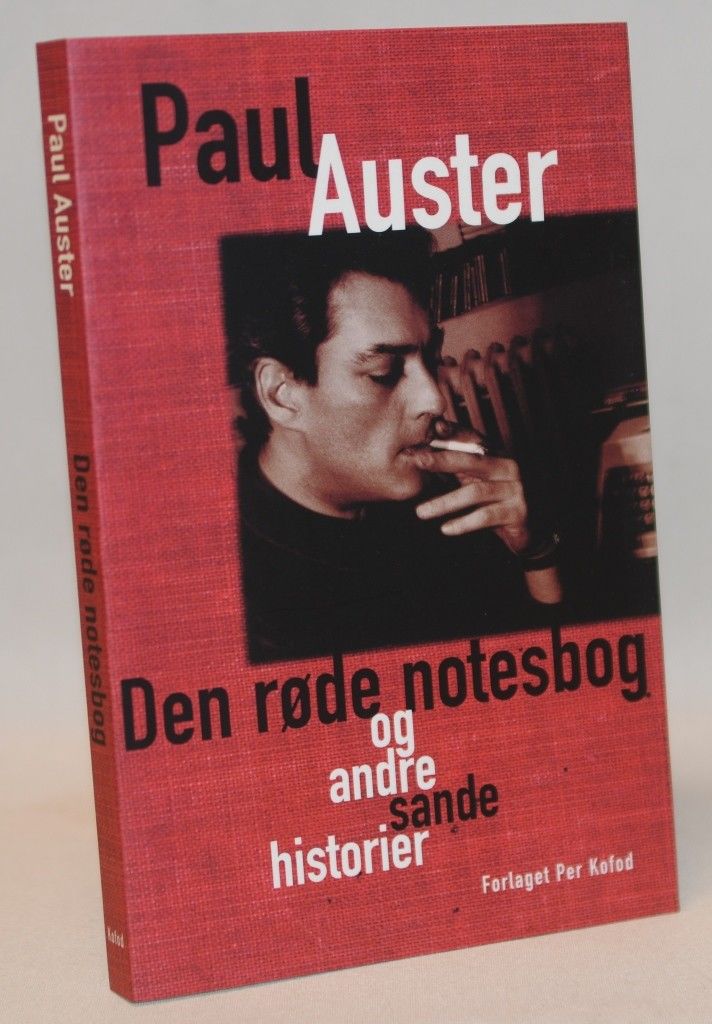 Paul
Auster
Den røde notesbog
og
andre
sande
historier
Forlaget Per Kofod
Paul Auster
Den røde notesbog
Kofod